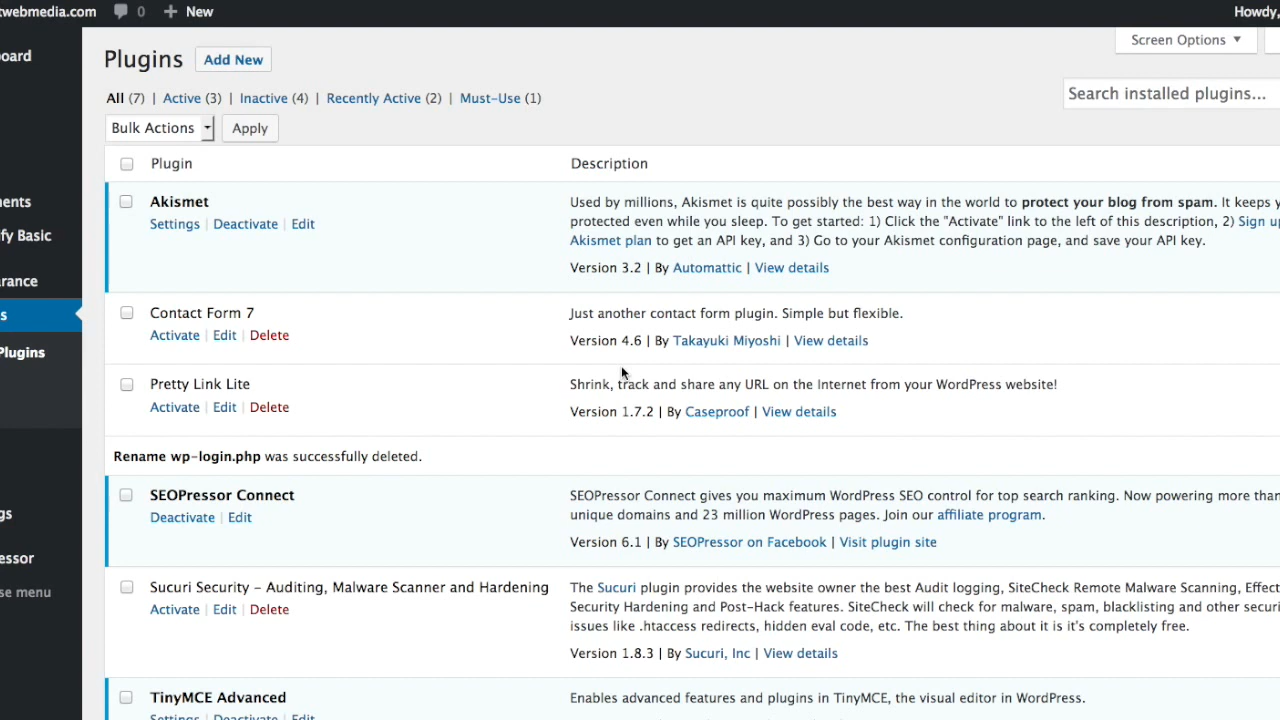 twebmedia.com 0 + New Howdy,
oard
Screen Options ▼
Plugins Add New
All (7) | Active (3) | Inactive (4) | Recently Active (2) | Must-Use (1)
Search installed plugins...
Bulk Actions Apply
Plugin Description
Akismet
Settings | Deactivate | Edit
Used by millions, Akismet is quite possibly the best way in the world to protect your blog from spam. It keeps y
protected even while you sleep. To get started: 1) Click the "Activate" link to the left of this description, 2) Sign up
Akismet plan to get an API key, and 3) Go to your Akismet configuration page, and save your API key.
Version 3.2 | By Automattic | View details
ments
fy Basic
arance
s
Plugins
Contact Form 7
Activate | Edit | Delete
Just another contact form plugin. Simple but flexible.
Version 4.6 | By Takayuki Miyoshi | View details
Pretty Link Lite
Activate | Edit | Delete
Shrink, track and share any URL on the Internet from your WordPress website!
Version 1.7.2 | By Caseproof | View details
Rename wp-login.php was successfully deleted.
SEOPressor Connect
Deactivate | Edit
SEOPressor Connect gives you maximum WordPress SEO control for top search ranking. Now powering more than
unique domains and 23 million WordPress pages. Join our affiliate program.
Version 6.1 | By SEOPressor on Facebook | Visit plugin site
gs
essor
se menu
Sucuri Security – Auditing, Malware Scanner and Hardening
Activate | Edit | Delete
The Sucuri plugin provides the website owner the best Audit logging, SiteCheck Remote Malware Scanning, Effect
Security Hardening and Post-Hack features. SiteCheck will check for malware, spam, blacklisting and other securi
issues like .htaccess redirects, hidden eval code, etc. The best thing about it is it's completely free.
Version 1.8.3 | By Sucuri, Inc | View details
TinyMCE Advanced
Settings | Deactivate | Edit
Enables advanced features and plugins in TinyMCE, the visual editor in WordPress.